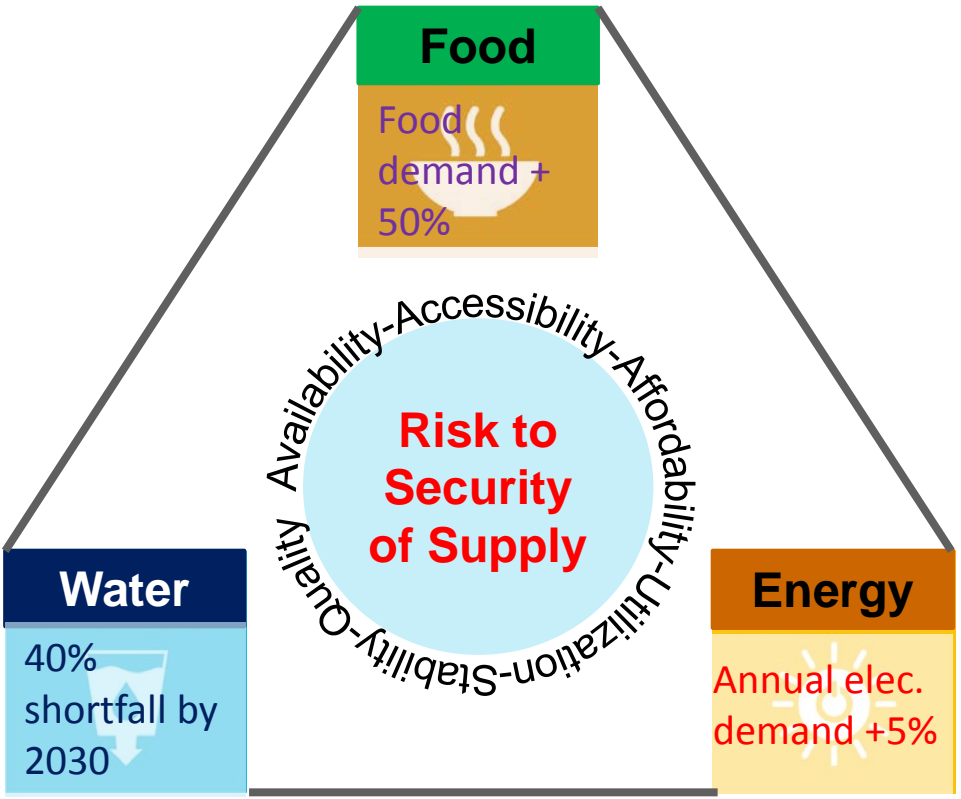 Food
Food
demand +
50%
Availability-Accessibility-Affordability-Utilization-Stability-Quality
Risk to
Security
of Supply
Water
40%
shortfall by
2030
Energy
Annual elec.
demand +5%